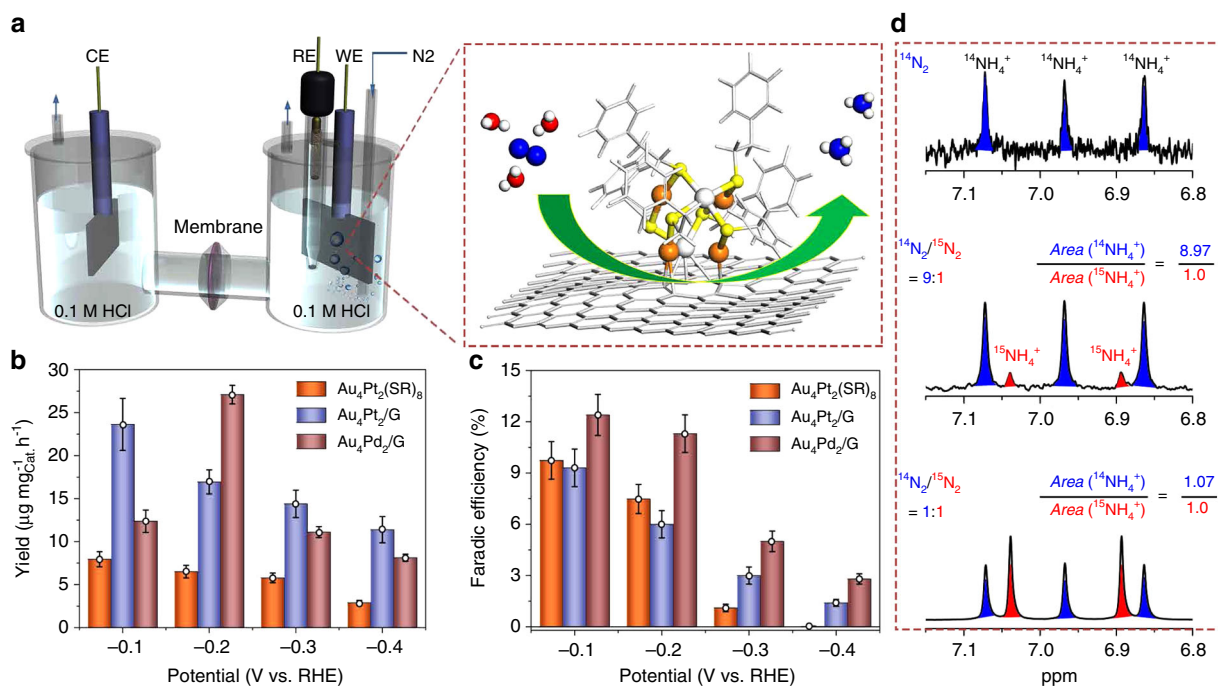 a
CE
RE
WE
N2
Membrane
0.1 M HCl
0.1 M HCl
b
30
25
20
15
10
5
0
Yield (μg mg⁻¹Cat. h⁻¹)
Au₄Pt₂(SR)₈
Au₄Pt₂/G
Au₄Pd₂/G
–0.1
–0.2
–0.3
–0.4
Potential (V vs. RHE)
c
15
12
9
6
3
0
Faradic efficiency (%)
Au₄Pt₂(SR)₈
Au₄Pt₂/G
Au₄Pd₂/G
–0.1
–0.2
–0.3
–0.4
Potential (V vs. RHE)
d
¹⁴N₂
¹⁴NH₄⁺ ¹⁴NH₄⁺ ¹⁴NH₄⁺
7.1 7.0 6.9 6.8
¹⁴N₂/¹⁵N₂
= 9:1
Area (¹⁴NH₄⁺)
Area (¹⁵NH₄⁺)
=
8.97
1.0
¹⁵NH₄⁺ ¹⁵NH₄⁺
7.1 7.0 6.9 6.8
¹⁴N₂/¹⁵N₂
= 1:1
Area (¹⁴NH₄⁺)
Area (¹⁵NH₄⁺)
=
1.07
1.0
7.1 7.0 6.9 6.8
ppm